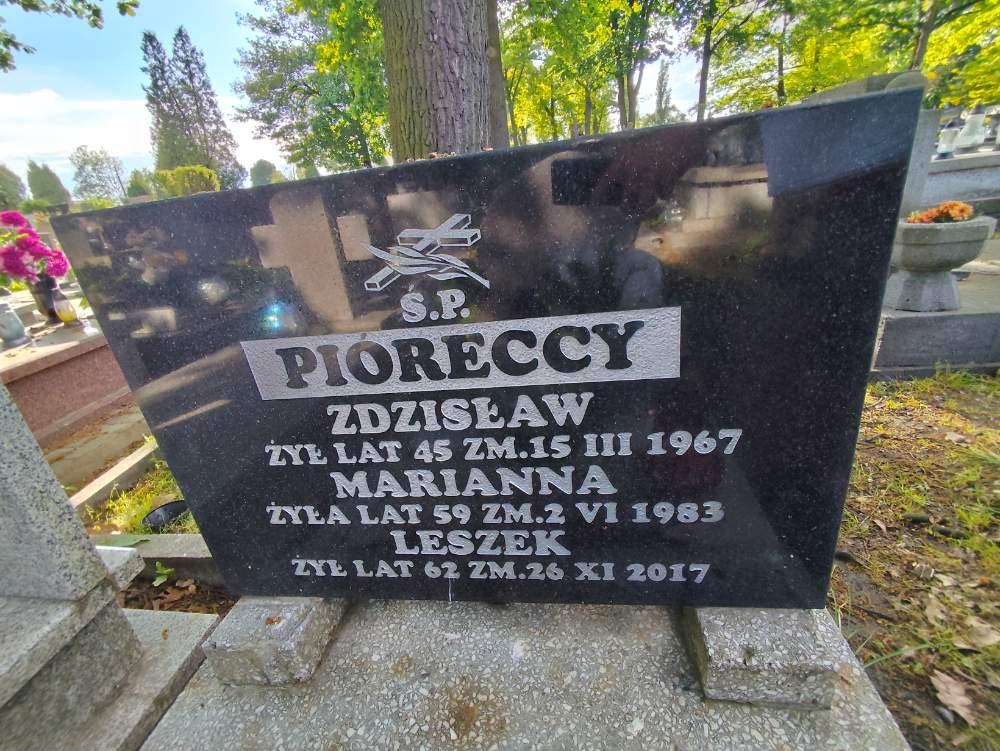 Ś.P.
PIÓRECCY
ZDZISŁAW
ŻYŁ LAT 45 ZM.15 III 1967
MARIANNA
ŻYŁA LAT 59 ZM.2 VI 1983
LESZEK
ŻYŁ LAT 62 ZM.26 XI 2017